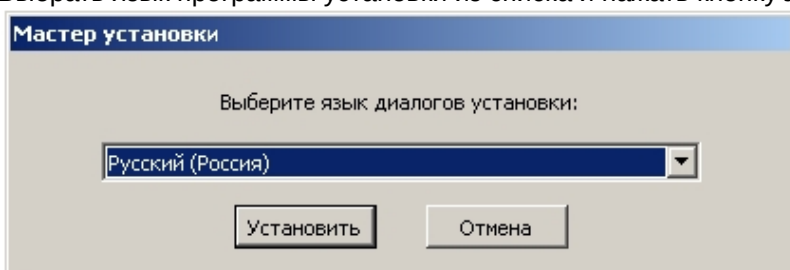 Мастер установки
Выберите язык диалогов установки:
Русский (Россия)
Установить Отмена